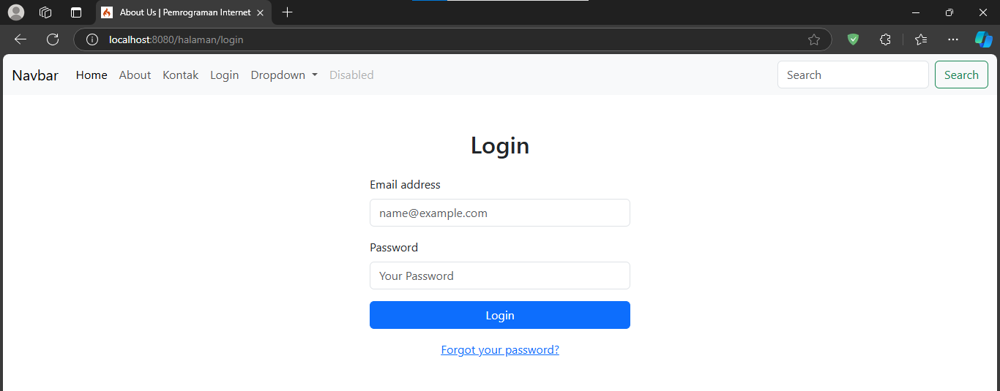 About Us | Pemrograman Internet
localhost:8080/halaman/login
Navbar Home About Kontak Login Dropdown Disabled Search Search
Login
Email address
name@example.com
Password
Your Password
Login
Forgot your password?